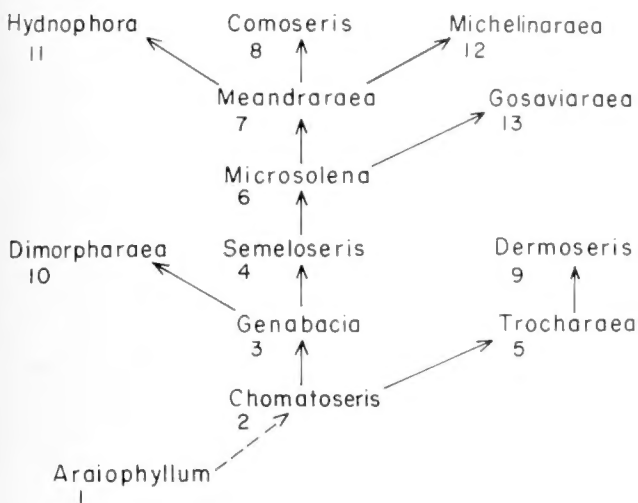 Hydnophora Comoseris Michelinaraea
11 8 12
Meandraraea Gosaviaraea
7 13
Microsolena
6
Dimorpharaea Semeloseris Dermoseris
10 4 9
Genabacia Trocharaea
3 5
Chomatoseris
2
Araiophyllum
1